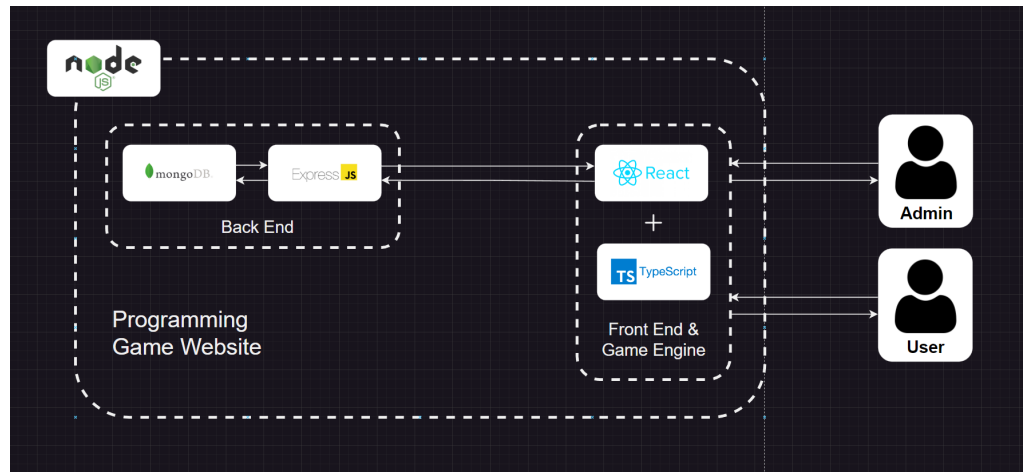 node
JS
mongoDB.
Express JS
React
Admin
Back End
+
TS TypeScript
Programming
Game Website
Front End &
Game Engine
User